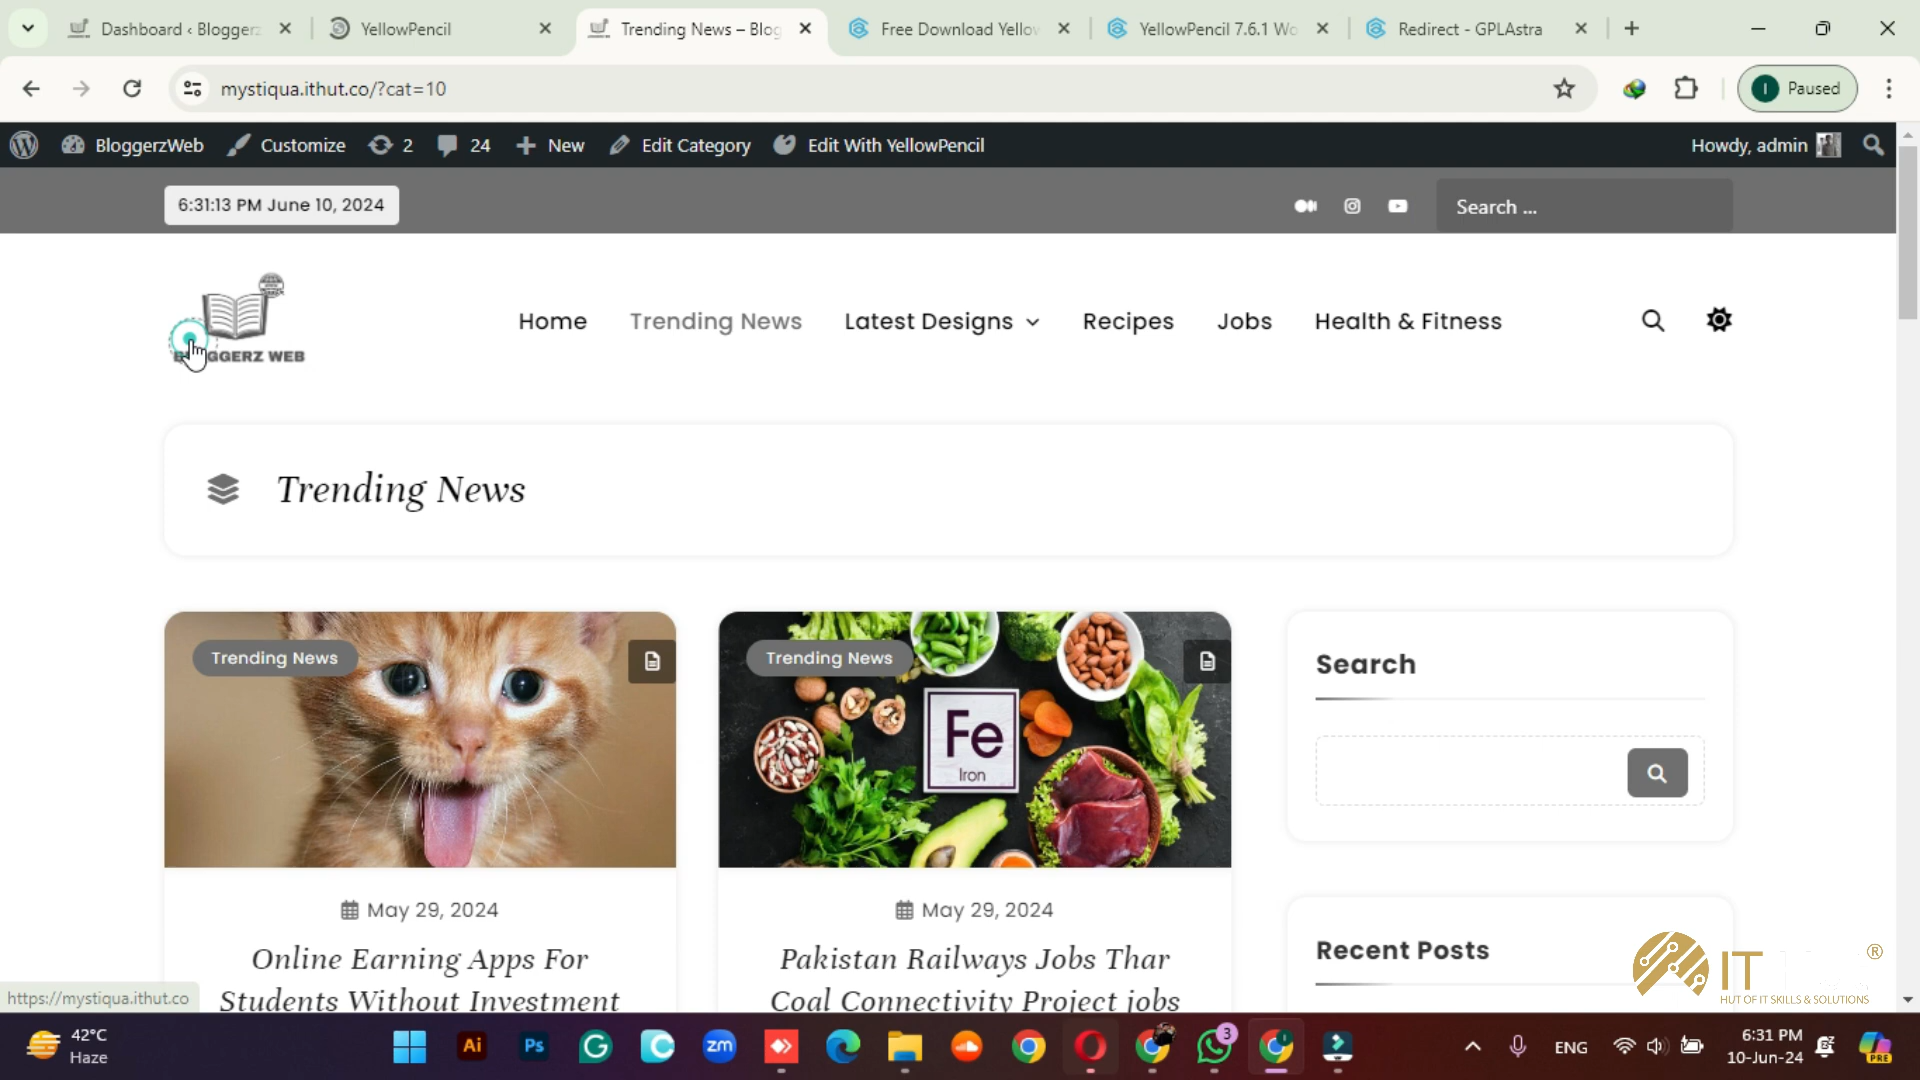 Dashboard ‹ Bloggerz
YellowPencil
Trending News – Blog
Free Download Yellov
YellowPencil 7.6.1 Wo
Redirect - GPLAstra
mystiqua.ithut.co/?cat=10
Paused
BloggerzWeb
Customize
2
24
New
Edit Category
Edit With YellowPencil
Howdy, admin
6:31:13 PM June 10, 2024
Search ...
GGERZ WEB
Home
Trending News
Latest Designs
Recipes
Jobs
Health & Fitness
Trending News
Trending News
Trending News
Fe
Iron
Search
May 29, 2024
May 29, 2024
Online Earning Apps For
Students Without Investment
Pakistan Railways Jobs Thar
Coal Connectivity Project jobs
Recent Posts
IT
®
HUT OF IT SKILLS & SOLUTIONS
https://mystiqua.ithut.co
42°C
Haze
Ai
Ps
zm
3
ENG
6:31 PM
10-Jun-24
PRE